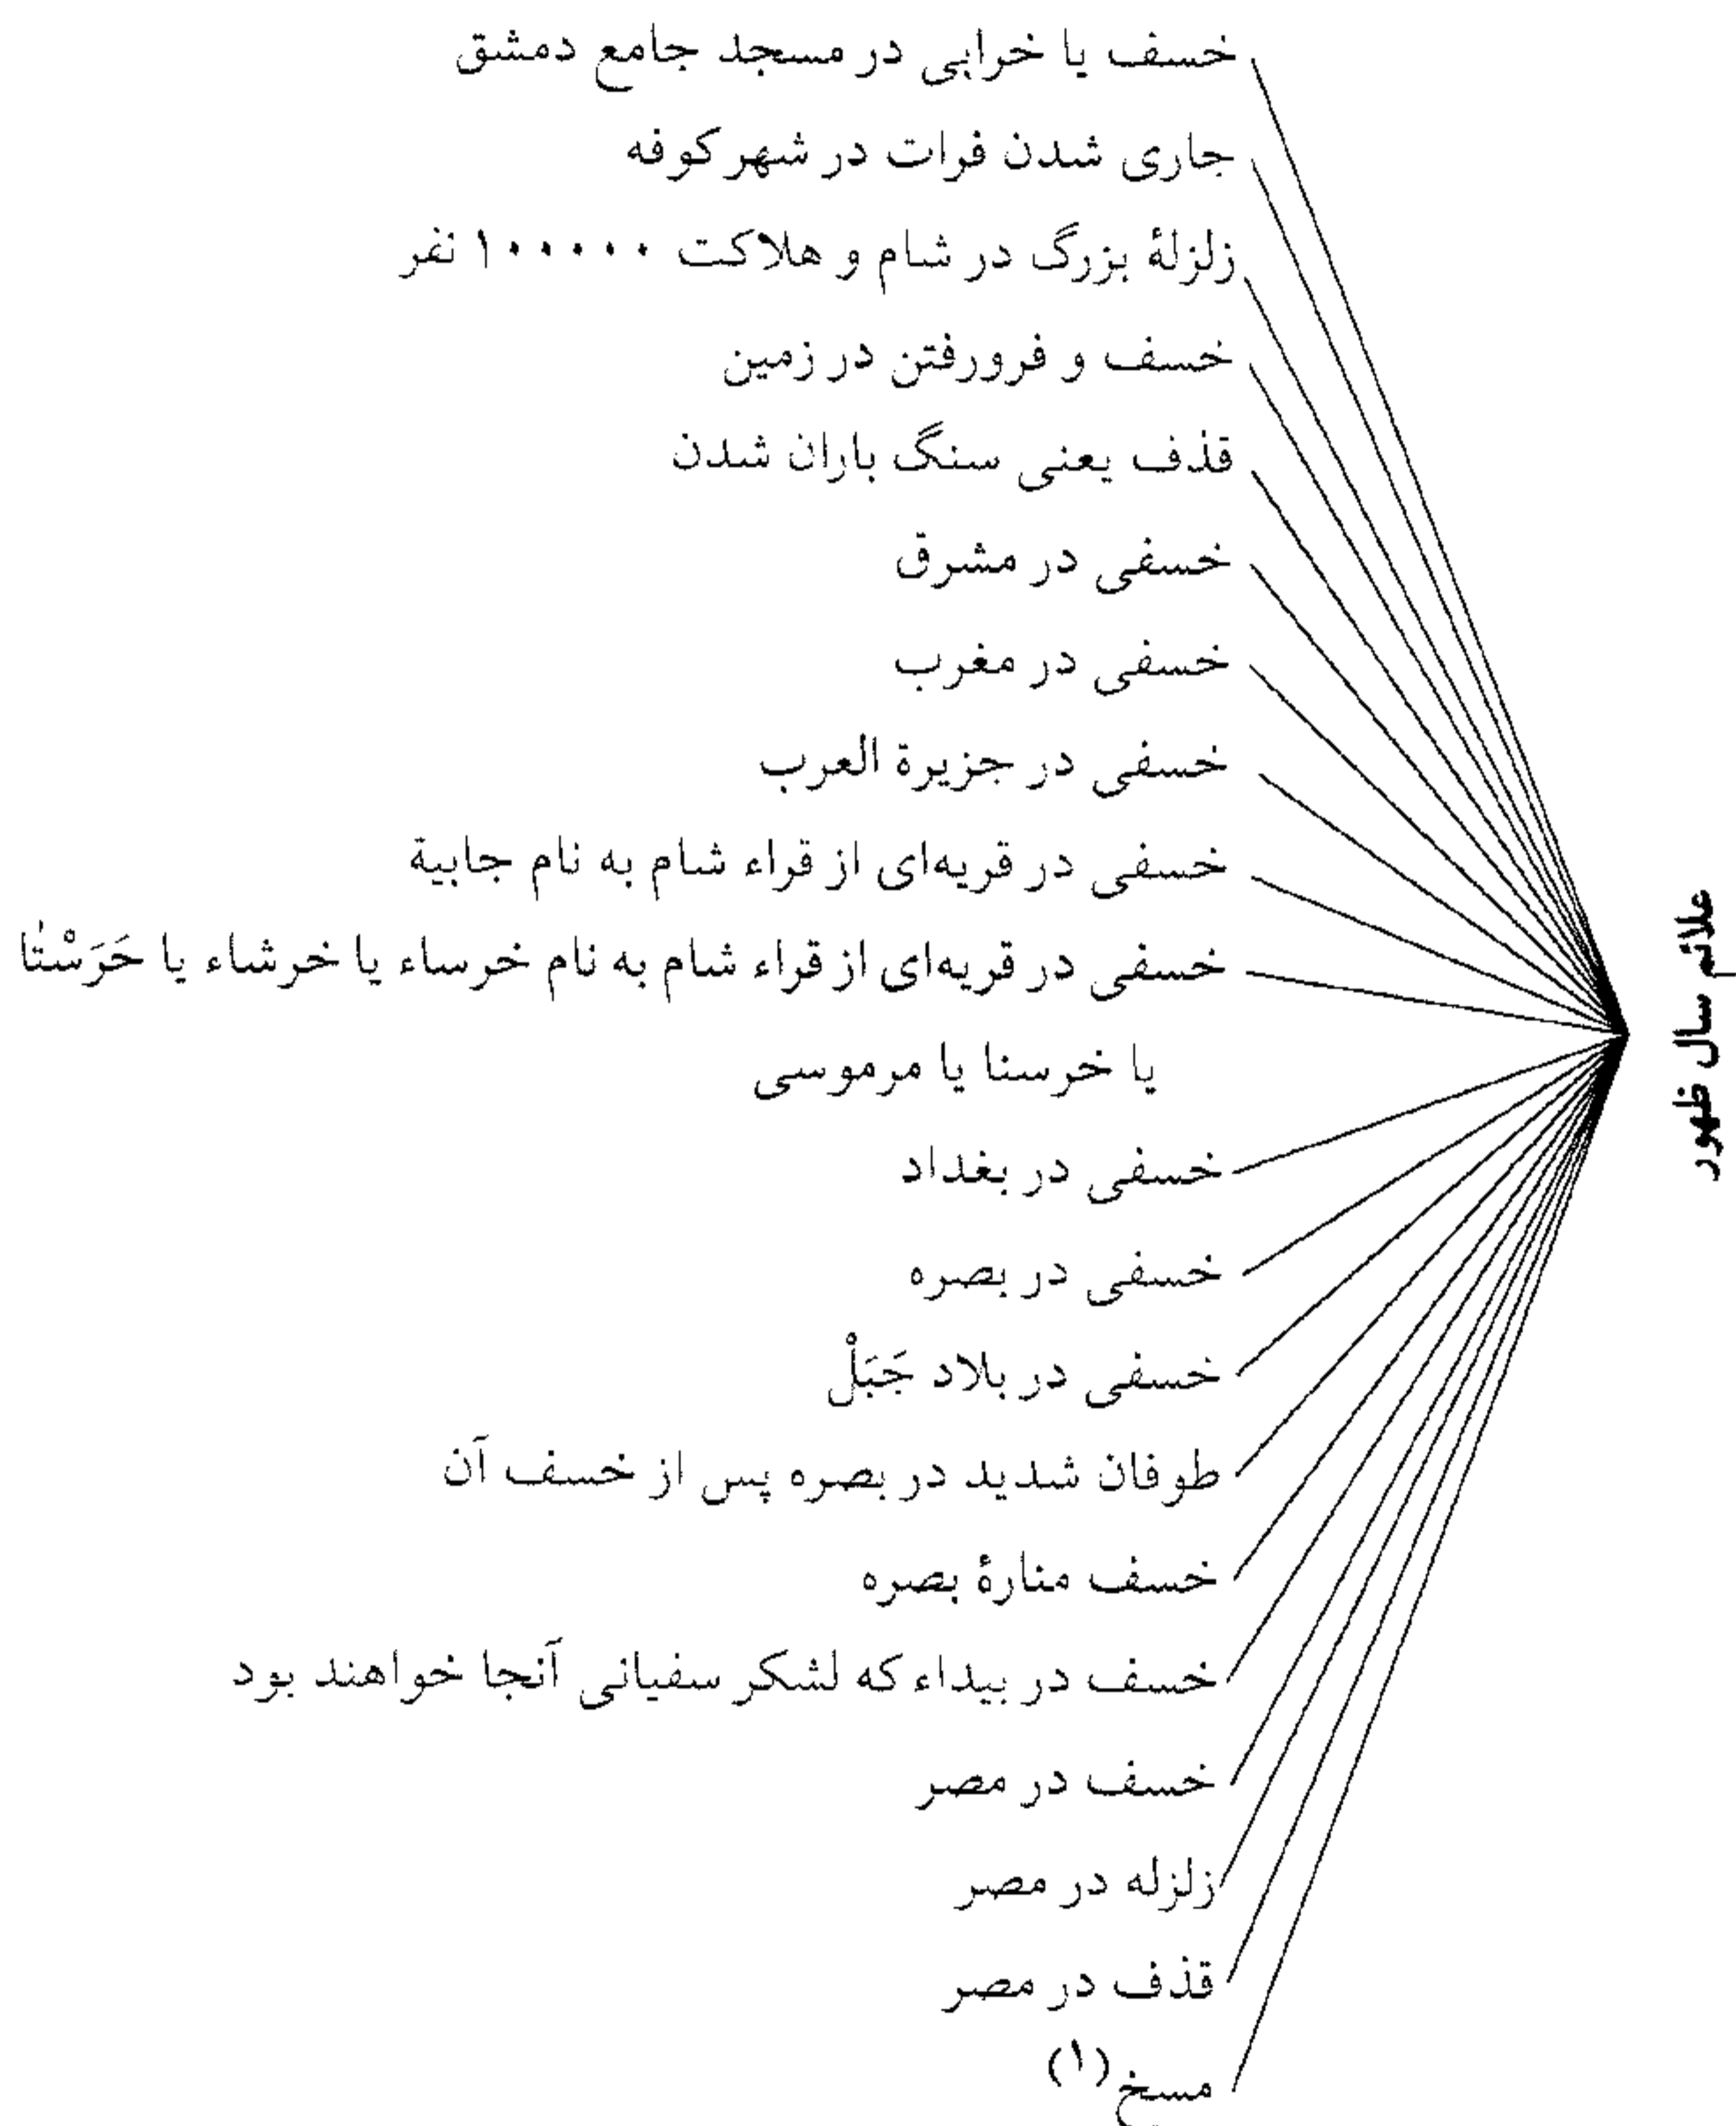 علائم سال ظهور
خسف یا خرابی در مسجد جامع دمشق
جاری شدن فرات در شهر کوفه
زلزلهٔ بزرگ در شام و هلاکت ۱۰۰۰۰۰ نفر
خسف و فرورفتن در زمین
قذف یعنی سنگ باران شدن
خسفی در مشرق
خسفی در مغرب
خسفی در جزیرة العرب
خسفی در قریه‌ای از قراء شام به نام جابیة
خسفی در قریه‌ای از قراء شام به نام خرساء یا خرشاء یا حَرَسْتٰا
یا خرسنا یا مرموسی
خسفی در بغداد
خسفی در بصره
خسفی در بلاد جَبَلْ
طوفان شدید در بصره پس از خسف آن
خسف منارهٔ بصره
خسف در بیداء که لشکر سفیانی آنجا خواهند بود
خسف در مصر
زلزله در مصر
قذف در مصر
مسخ(۱)